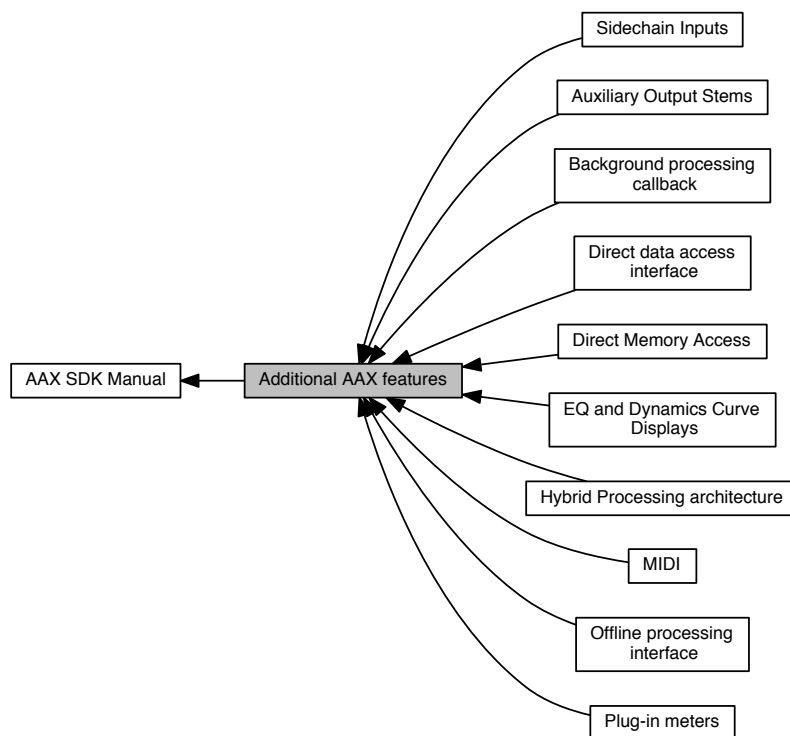 Sidechain Inputs
Auxiliary Output Stems
Background processing
callback
Direct data access
interface
Direct Memory Access
AAX SDK Manual
Additional AAX features
EQ and Dynamics Curve
Displays
Hybrid Processing architecture
MIDI
Offline processing
interface
Plug-in meters